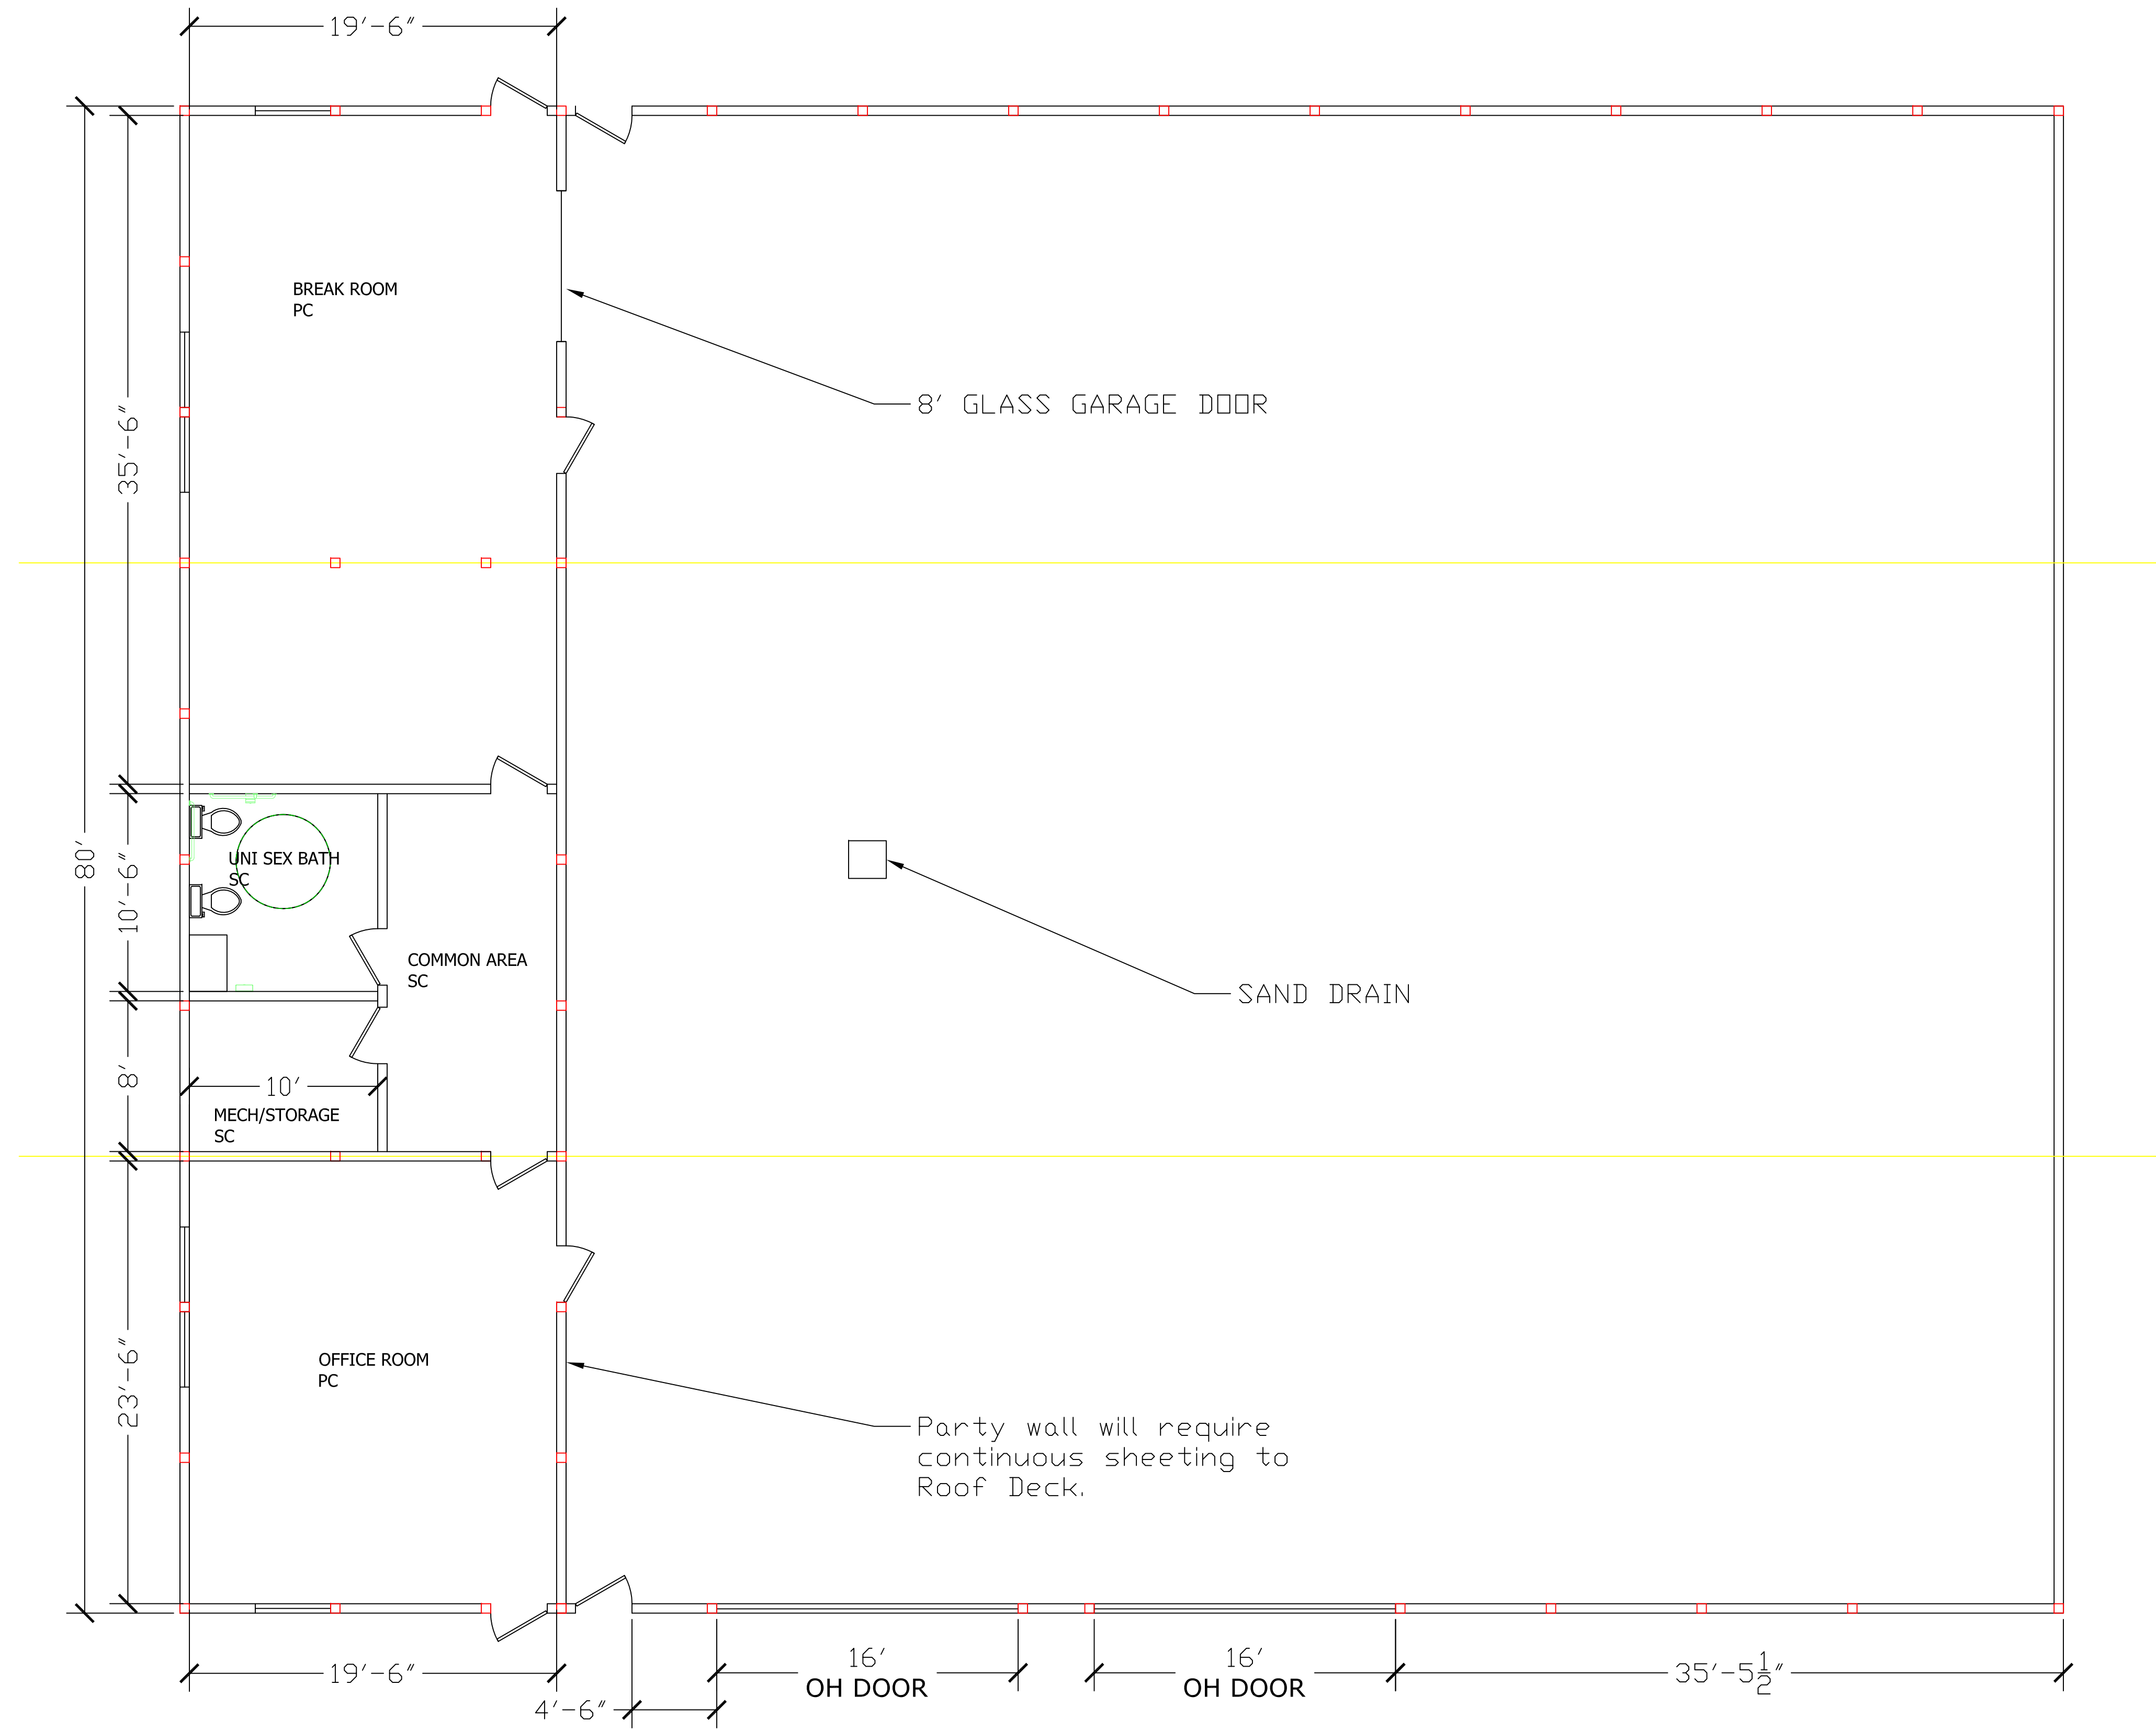 19'-6"
BREAK ROOM
PC
8' GLASS GARAGE DOOR
35'-6"
80'
10'-6"
UNI SEX BATH
SC
COMMON AREA
SC
SAND DRAIN
8'
10'
MECH/STORAGE
SC
OFFICE ROOM
PC
23'-6"
Party wall will require
continuous sheeting to
Roof Deck.
19'-6"
4'-6"
16'
OH DOOR
16'
OH DOOR
35'-5 1/2"